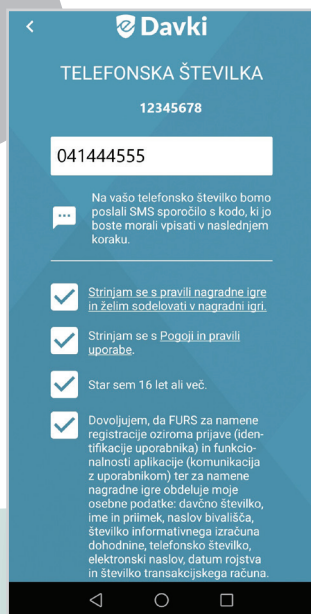 eDavki
TELEFONSKA ŠTEVILKA
12345678
041444555
Na vašo telefonsko številko bomo
poslali SMS sporočilo s kodo, ki jo
boste morali vpisati v naslednjem
koraku.
Strinjam se s pravili nagradne igre
in želim sodelovati v nagradni igri.
Strinjam se s Pogoji in pravili
uporabe.
Star sem 16 let ali več.
Dovoljujem, da FURS za namene
registracije oziroma prijave (iden-
tifikacije uporabnika) in funkcio-
nalnosti aplikacije (komunikacija
z uporabnikom) ter za namene
nagradne igre obdeluje moje
osebne podatke: davčno številko,
ime in priimek, naslov bivališča,
številko informativnega izračuna
dohodnine, telefonsko številko,
elektronski naslov, datum rojstva
in številko transakcijskega računa.